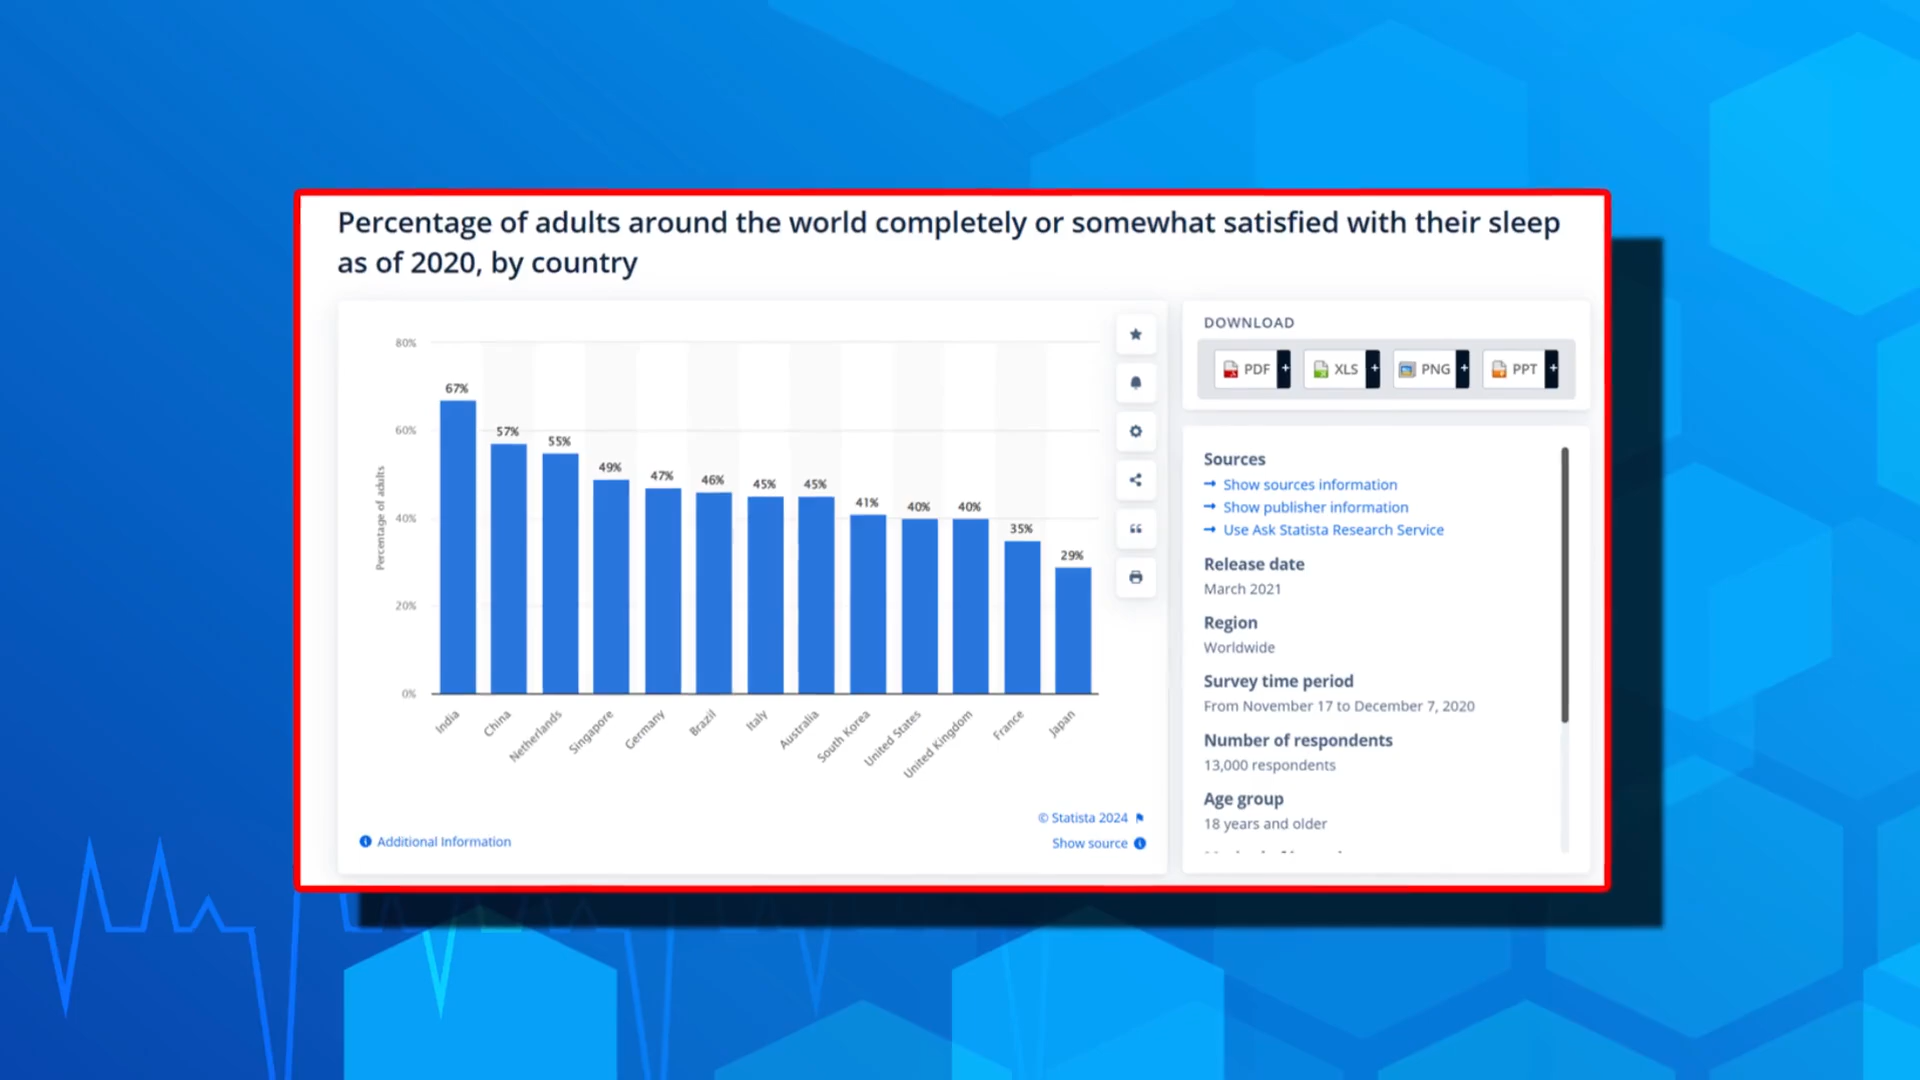 Percentage of adults around the world completely or somewhat satisfied with their sleep
as of 2020, by country
80%
60%
40%
20%
0%
Percentage of adults
67%
57%
55%
49%
47%
46%
45%
45%
41%
40%
40%
35%
29%
India
China
Netherlands
Singapore
Germany
Brazil
Italy
Australia
South Korea
United States
United Kingdom
France
Japan
Additional Information
© Statista 2024
Show source
DOWNLOAD
PDF +
XLS +
PNG +
PPT +
Sources
→ Show sources information
→ Show publisher information
→ Use Ask Statista Research Service
Release date
March 2021
Region
Worldwide
Survey time period
From November 17 to December 7, 2020
Number of respondents
13,000 respondents
Age group
18 years and older